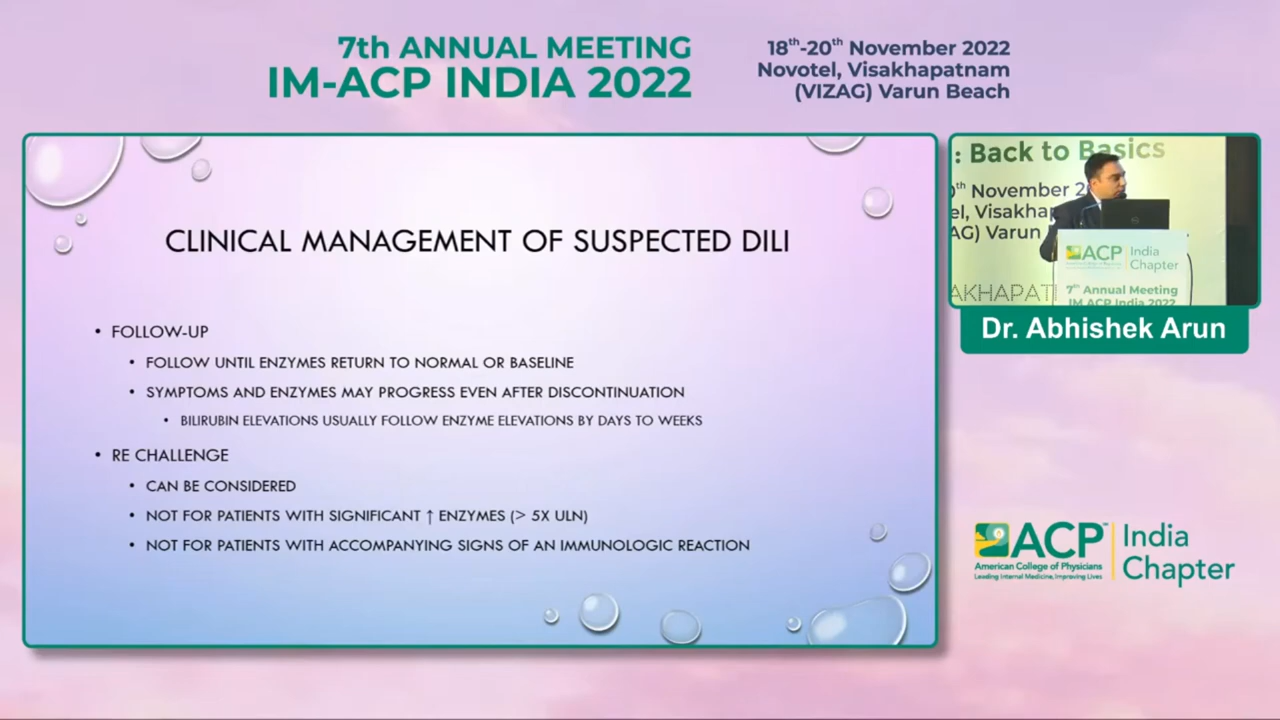 7th ANNUAL MEETING
IM-ACP INDIA 2022
18th-20th November 2022
Novotel, Visakhapatnam
(VIZAG) Varun Beach
CLINICAL MANAGEMENT OF SUSPECTED DILI
• FOLLOW-UP
• FOLLOW UNTIL ENZYMES RETURN TO NORMAL OR BASELINE
• SYMPTOMS AND ENZYMES MAY PROGRESS EVEN AFTER DISCONTINUATION
• BILIRUBIN ELEVATIONS USUALLY FOLLOW ENZYME ELEVATIONS BY DAYS TO WEEKS
• RE CHALLENGE
• CAN BE CONSIDERED
• NOT FOR PATIENTS WITH SIGNIFICANT ↑ ENZYMES (> 5X ULN)
• NOT FOR PATIENTS WITH ACCOMPANYING SIGNS OF AN IMMUNOLOGIC REACTION
: Back to Basics
th November 2
el, Visakhap
AG) Varun
AKHAPAT
ACP India
Chapter
7th Annual Meeting
IM ACP India 2022
Dr. Abhishek Arun
ACP™ India
Chapter
American College of Physicians
Leading Internal Medicine, Improving Lives